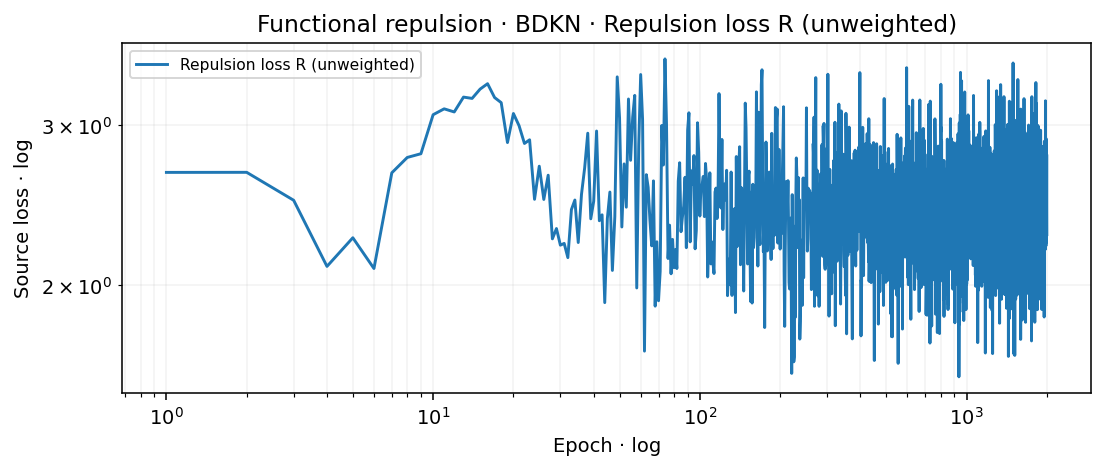 Functional repulsion · BDKN · Repulsion loss R (unweighted)
Repulsion loss R (unweighted)
Source loss · log
3 × 10⁰
2 × 10⁰
10⁰ 10¹ 10² 10³
Epoch · log